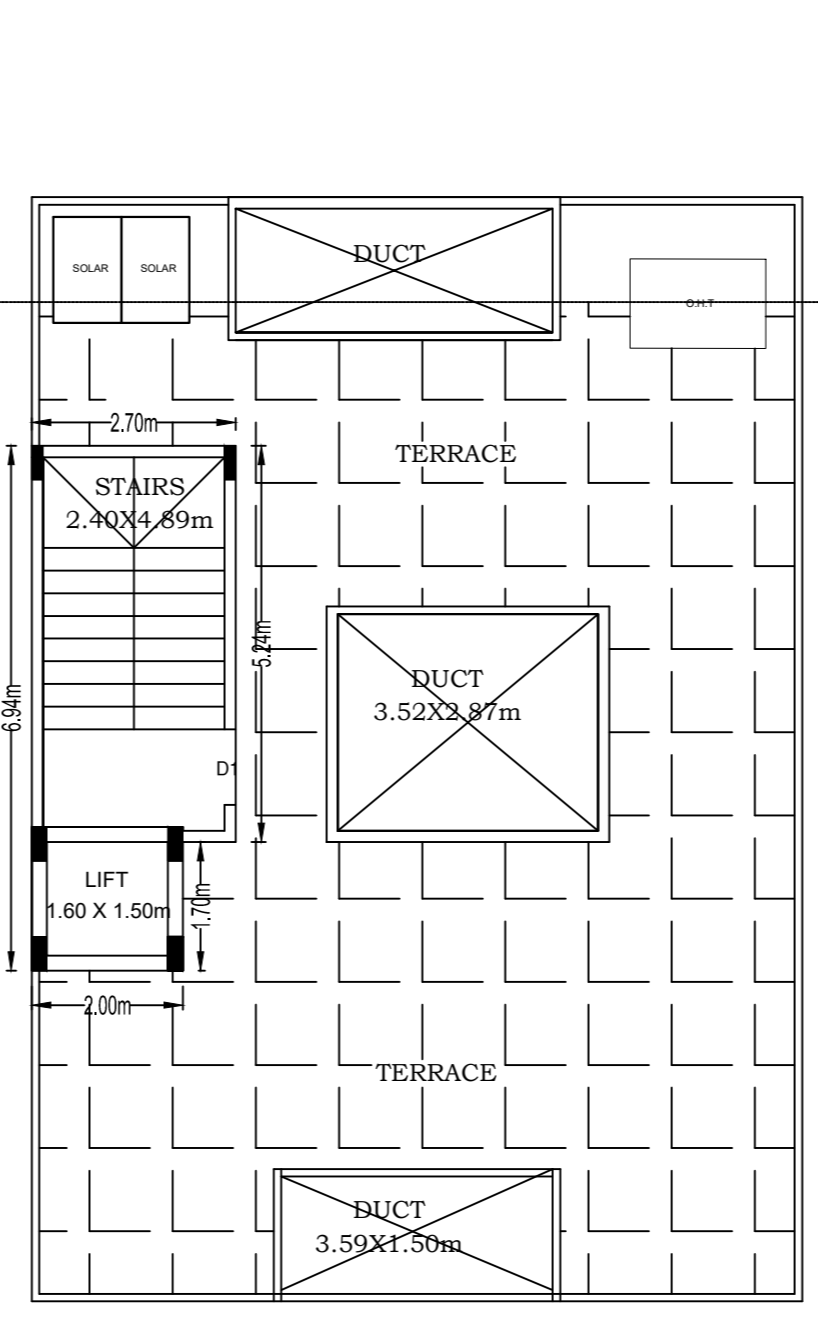 DUCT
SOLAR SOLAR
O.H.T
2.70m
TERRACE
STAIRS
2.40X4.89m
5.24m
DUCT
3.52X2.87m
6.94m
D1
LIFT
1.60 X 1.50m
1.70m
2.00m
TERRACE
DUCT
3.59X1.50m